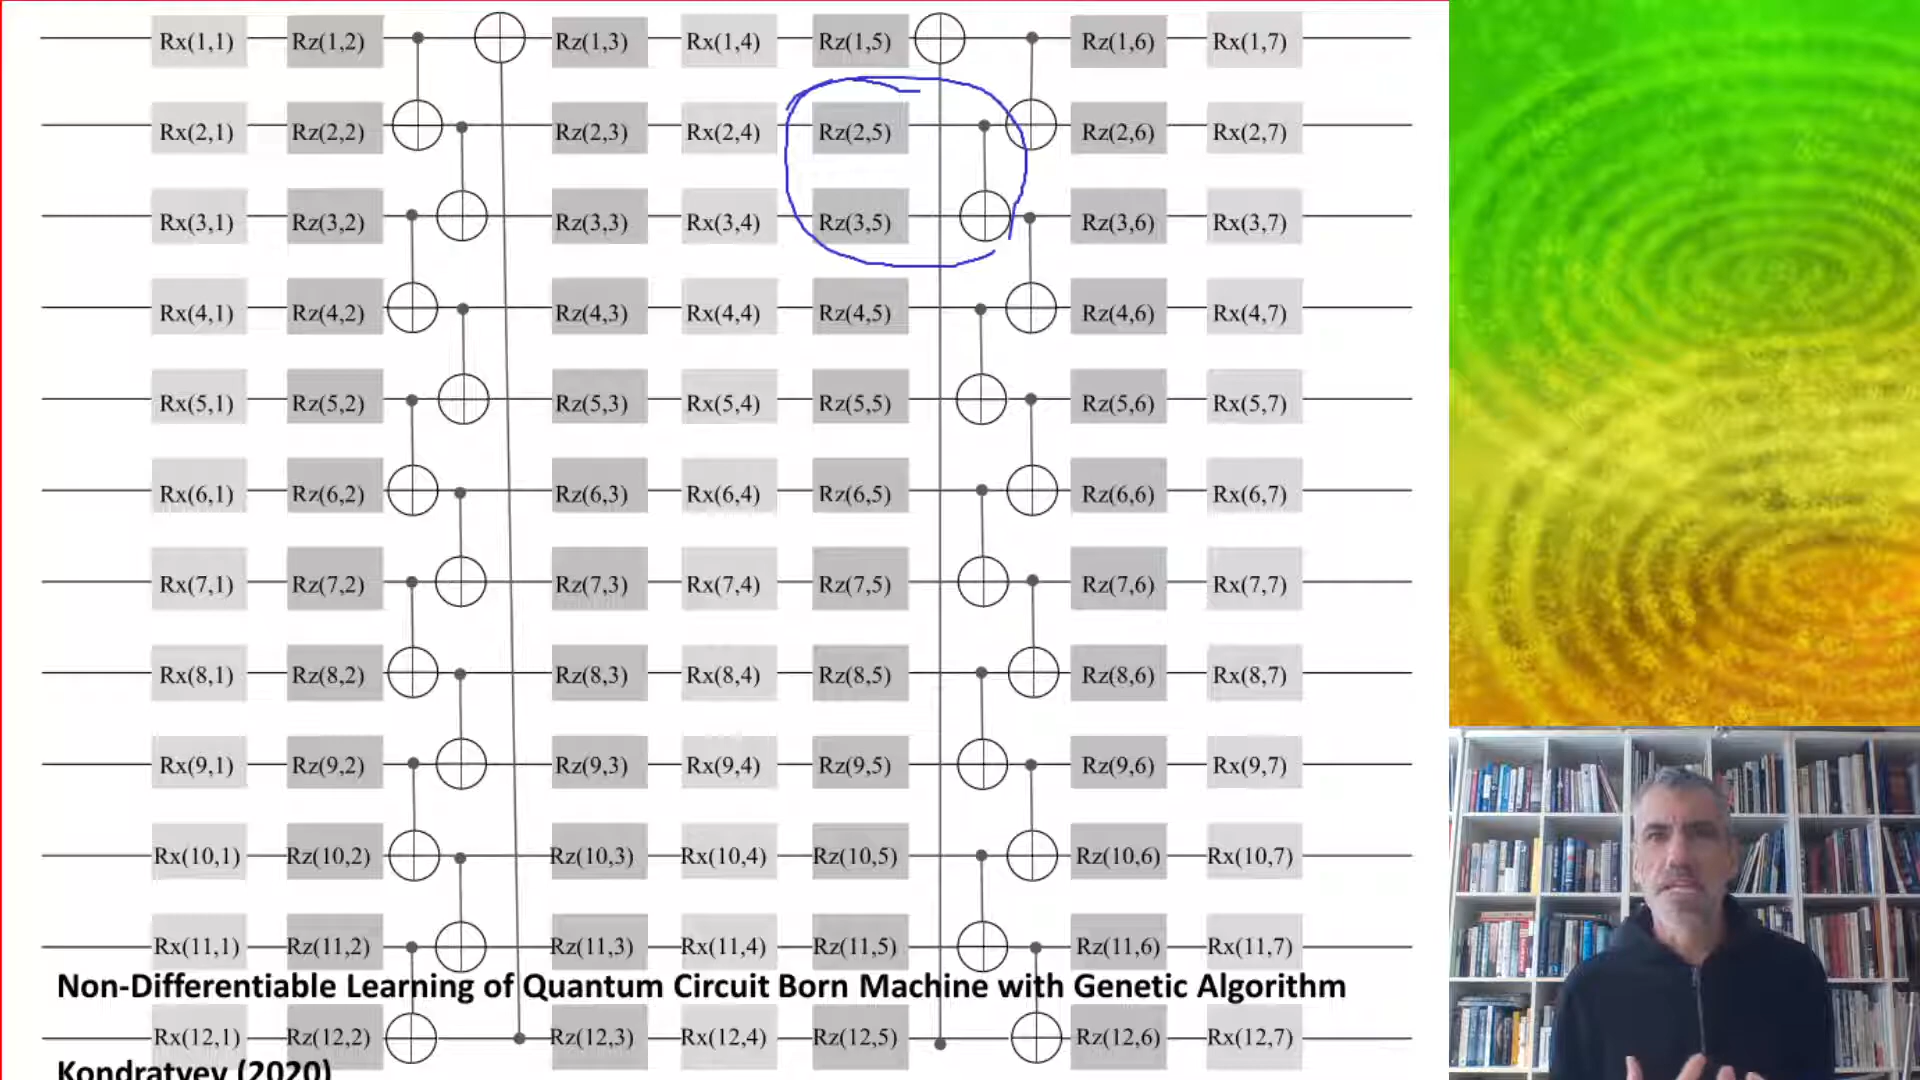 Rx(1,1) Rz(1,2) Rz(1,3) Rx(1,4) Rz(1,5) Rz(1,6) Rx(1,7)
Rx(2,1) Rz(2,2) Rz(2,3) Rx(2,4) Rz(2,5) Rz(2,6) Rx(2,7)
Rx(3,1) Rz(3,2) Rz(3,3) Rx(3,4) Rz(3,5) Rz(3,6) Rx(3,7)
Rx(4,1) Rz(4,2) Rz(4,3) Rx(4,4) Rz(4,5) Rz(4,6) Rx(4,7)
Rx(5,1) Rz(5,2) Rz(5,3) Rx(5,4) Rz(5,5) Rz(5,6) Rx(5,7)
Rx(6,1) Rz(6,2) Rz(6,3) Rx(6,4) Rz(6,5) Rz(6,6) Rx(6,7)
Rx(7,1) Rz(7,2) Rz(7,3) Rx(7,4) Rz(7,5) Rz(7,6) Rx(7,7)
Rx(8,1) Rz(8,2) Rz(8,3) Rx(8,4) Rz(8,5) Rz(8,6) Rx(8,7)
Rx(9,1) Rz(9,2) Rz(9,3) Rx(9,4) Rz(9,5) Rz(9,6) Rx(9,7)
Rx(10,1) Rz(10,2) Rz(10,3) Rx(10,4) Rz(10,5) Rz(10,6) Rx(10,7)
Rx(11,1) Rz(11,2) Rz(11,3) Rx(11,4) Rz(11,5) Rz(11,6) Rx(11,7)
Non-Differentiable Learning of Quantum Circuit Born Machine with Genetic Algorithm
Rx(12,1) Rz(12,2) Rz(12,3) Rx(12,4) Rz(12,5) Rz(12,6) Rx(12,7)
Kondratyev (2020)